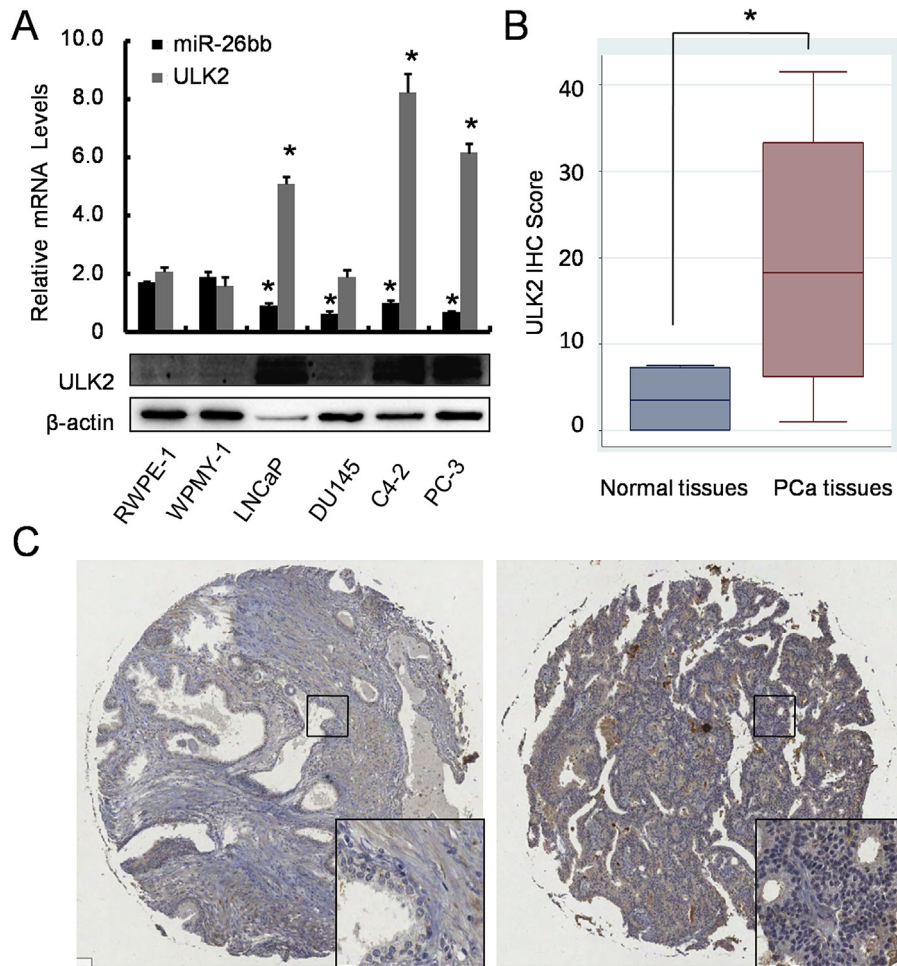 A
10.0
8.0
6.0
4.0
2.0
0
Relative mRNA Levels
miR-26bb
ULK2
*
*
*
*
*
*
*
ULK2
β-actin
RWPE-1
WPMY-1
LNCaP
DU145
C4-2
PC-3
B
*
40
30
20
10
0
ULK2 IHC Score
Normal tissues
PCa tissues
C